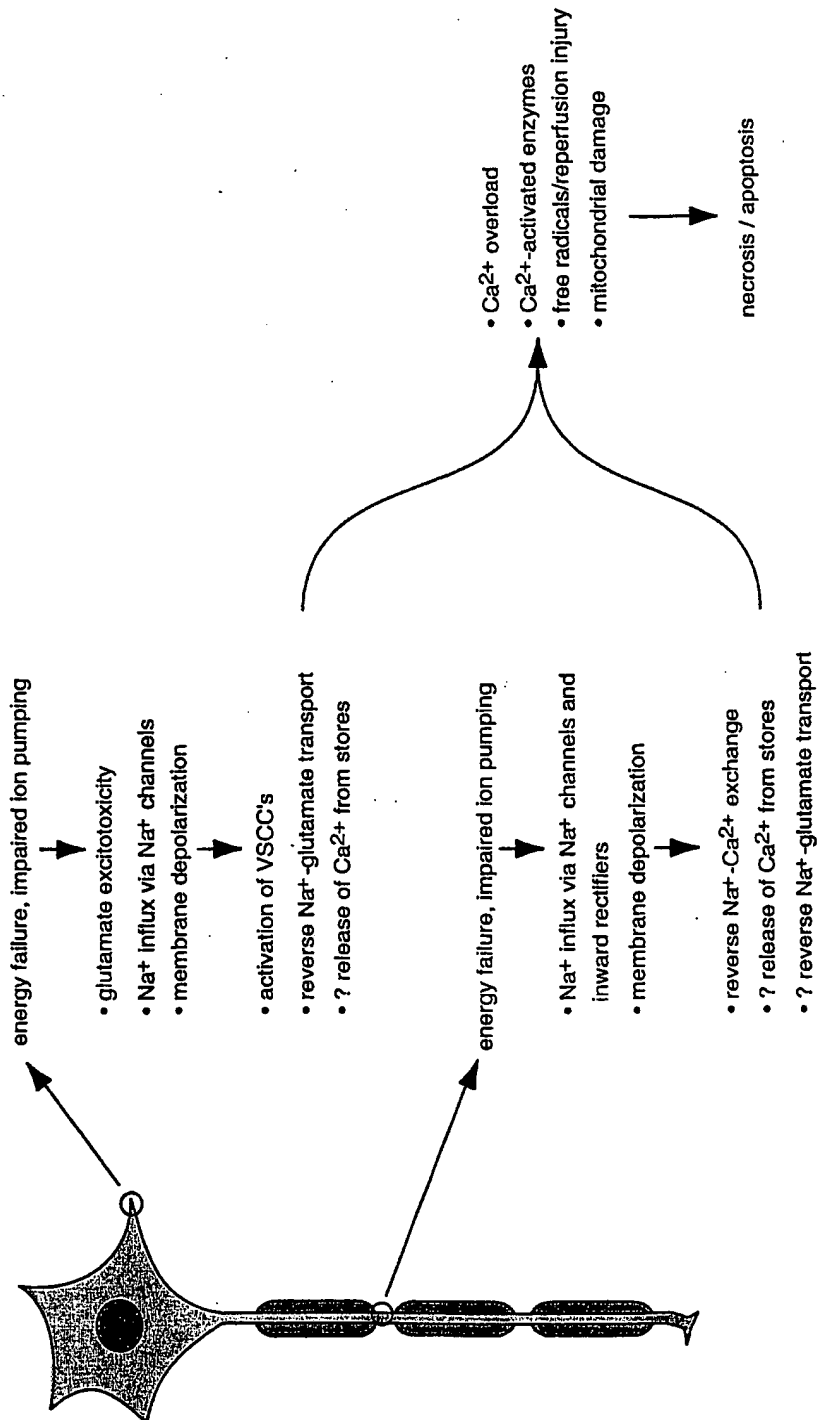 energy failure, impaired ion pumping
• glutamate excitotoxicity
• Na+ influx via Na+ channels
• membrane depolarization
• activation of VSCC's
• reverse Na+-glutamate transport
• ? release of Ca2+ from stores
energy failure, impaired ion pumping
• Na+ influx via Na+ channels and
inward rectifiers
• membrane depolarization
• reverse Na+-Ca2+ exchange
• ? release of Ca2+ from stores
• ? reverse Na+-glutamate transport
• Ca2+ overload
• Ca2+-activated enzymes
• free radicals/reperfusion injury
• mitochondrial damage
necrosis / apoptosis